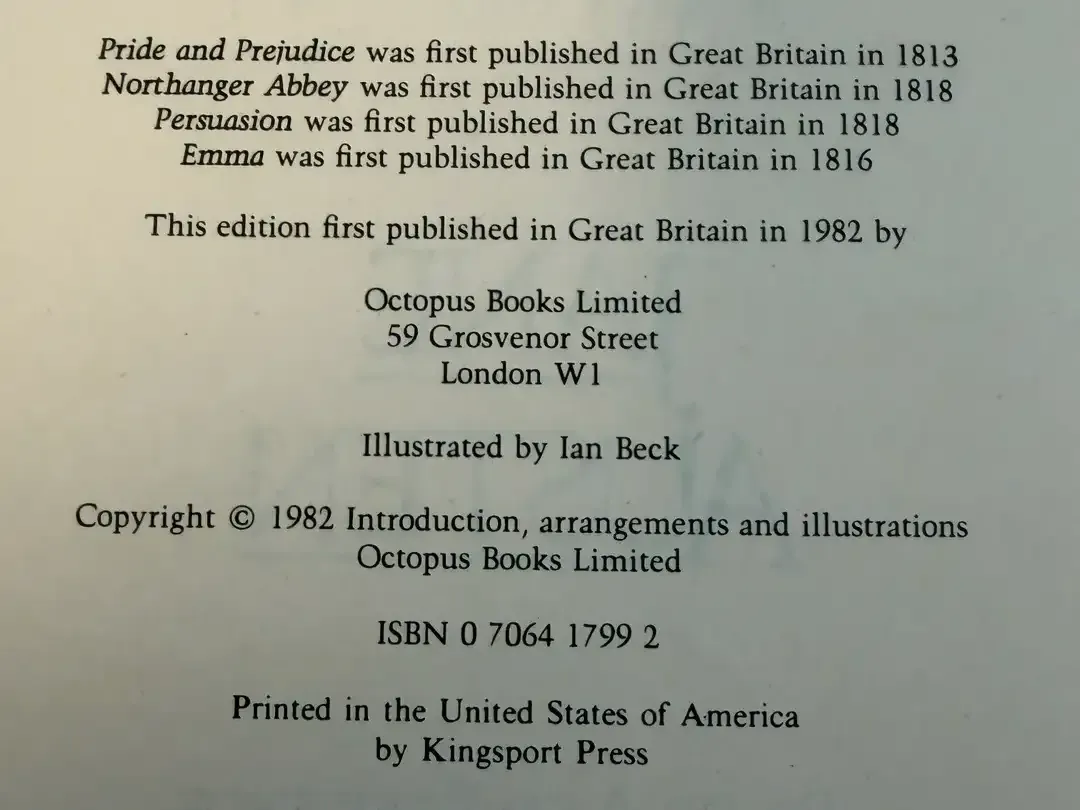 Pride and Prejudice was first published in Great Britain in 1813
Northanger Abbey was first published in Great Britain in 1818
Persuasion was first published in Great Britain in 1818
Emma was first published in Great Britain in 1816
This edition first published in Great Britain in 1982 by
Octopus Books Limited
59 Grosvenor Street
London W1
Illustrated by Ian Beck
Copyright © 1982 Introduction, arrangements and illustrations
Octopus Books Limited
ISBN 0 7064 1799 2
Printed in the United States of America
by Kingsport Press